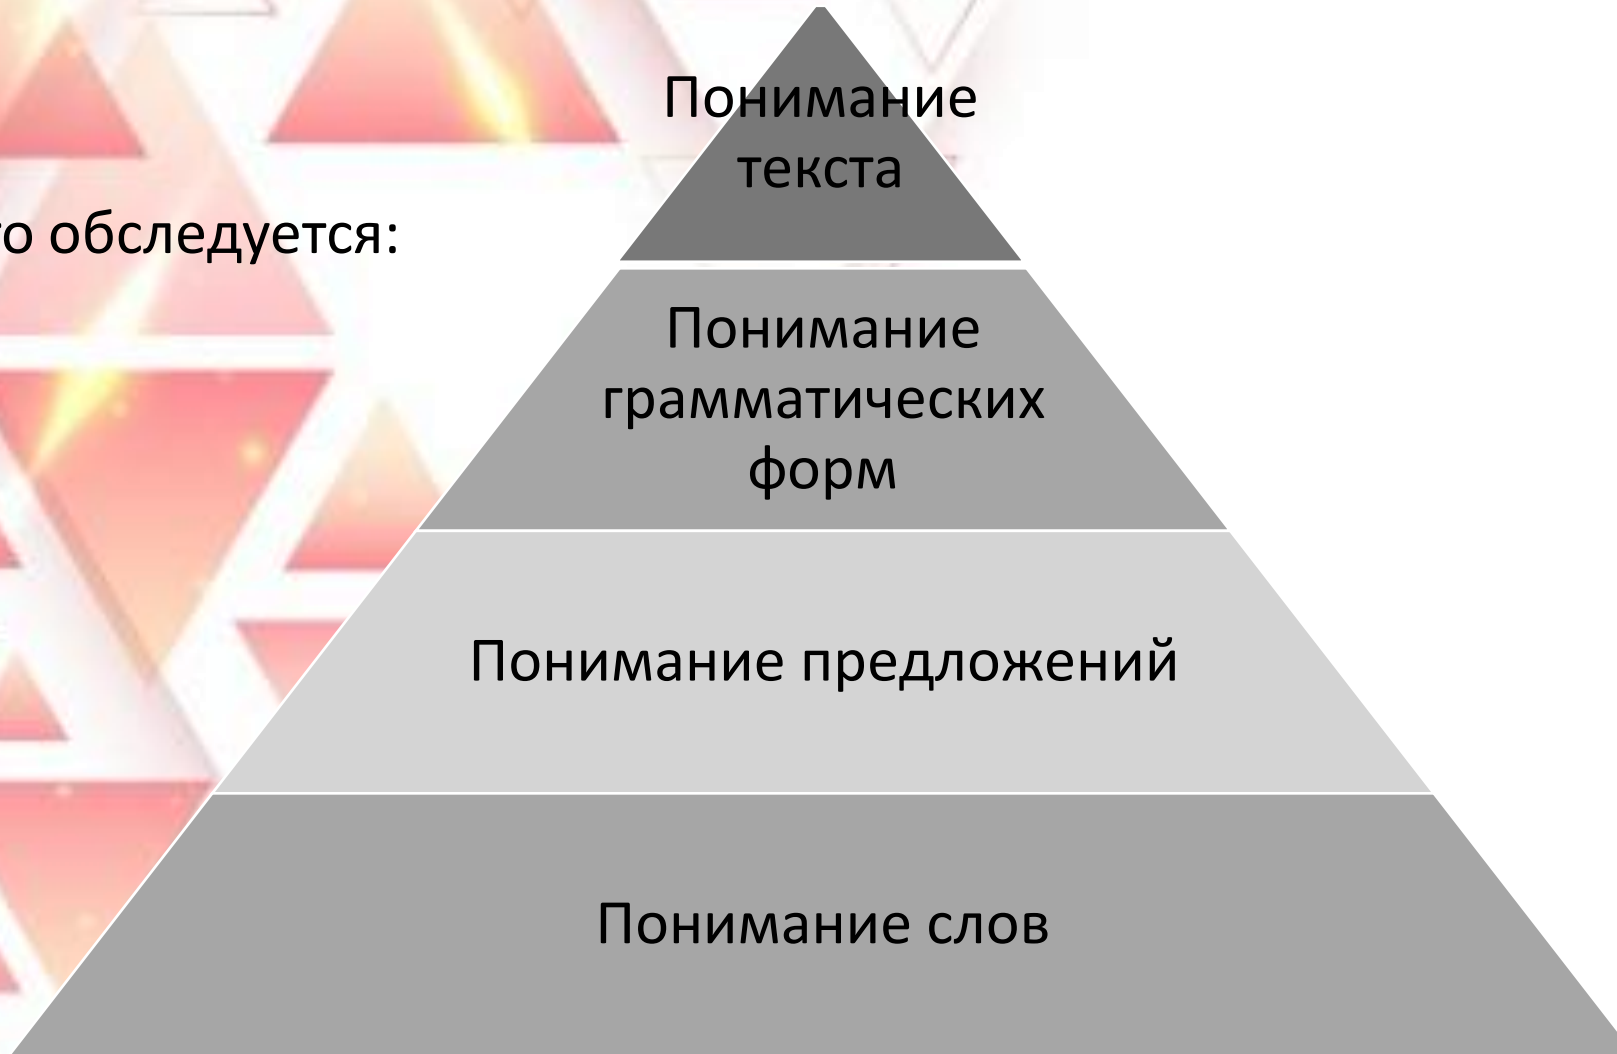 Понимание
текста
обследуется:
Понимание
грамматических
форм
Понимание предложений
Понимание слов